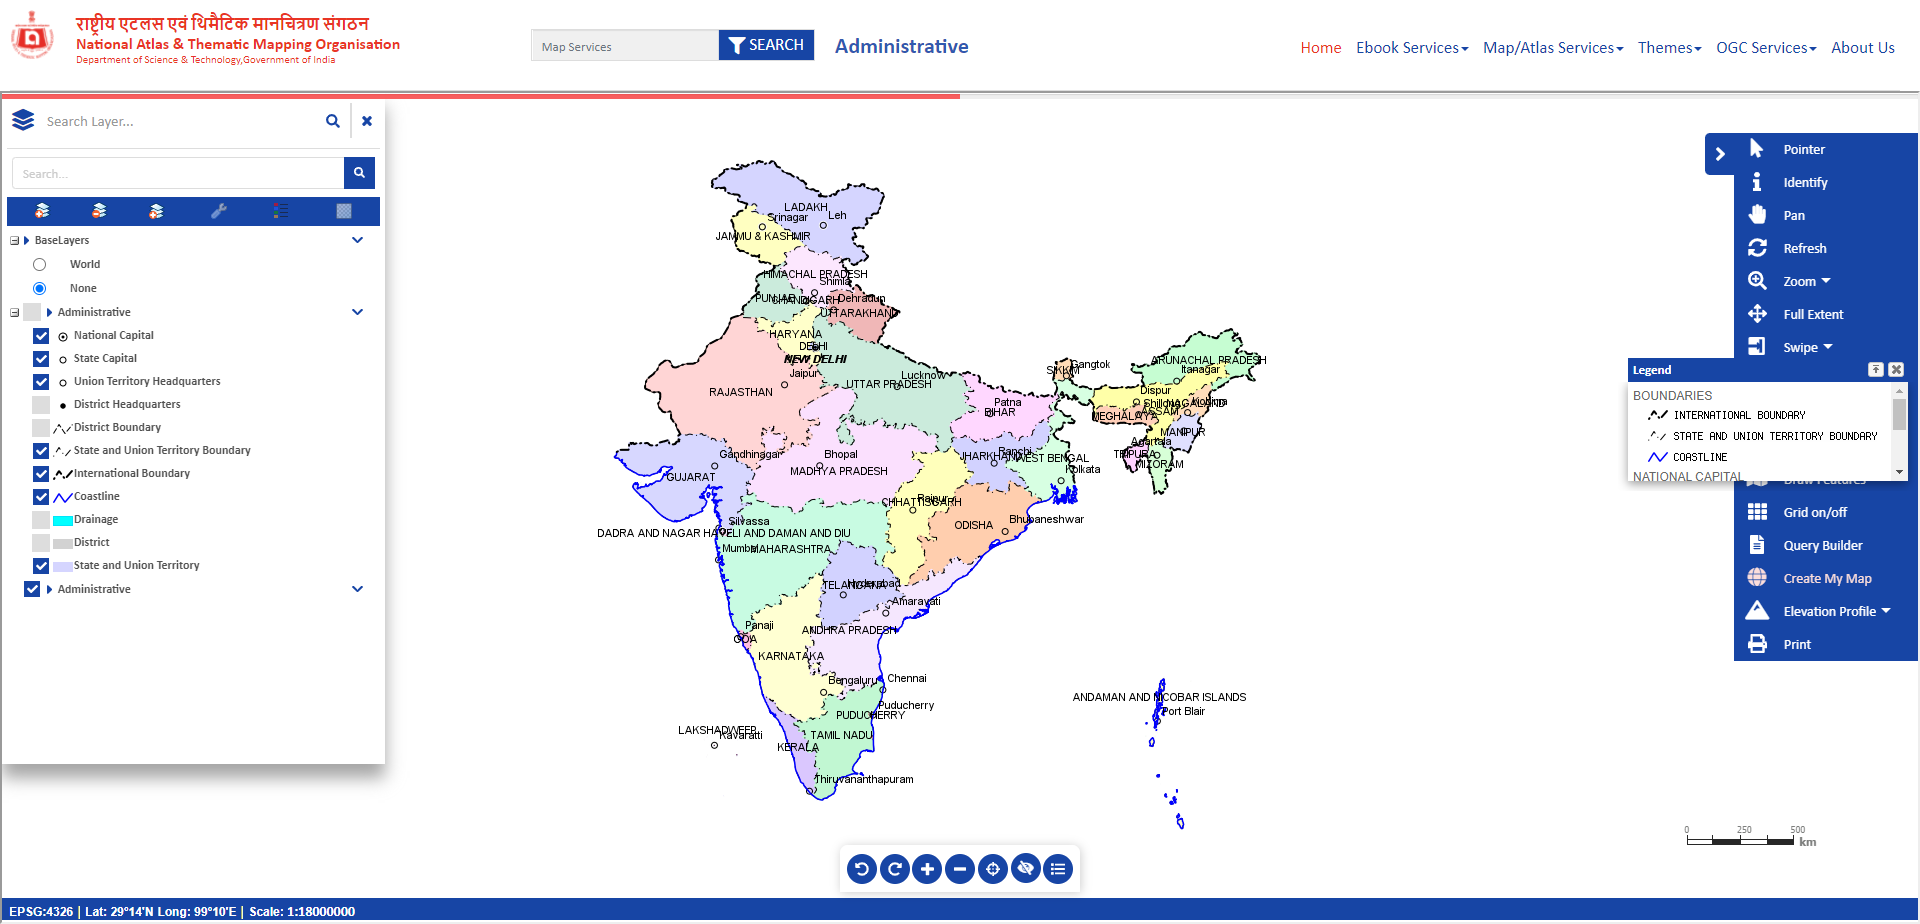 राष्ट्रीय एटलस एवं थिमैटिक मानचित्रण संगठन
National Atlas & Thematic Mapping Organisation
Department of Science & Technology,Government of India
Map Services
SEARCH
Administrative
Home
Ebook Services
Map/Atlas Services
Themes
OGC Services
About Us
Search Layer...
Search...
BaseLayers
World
None
Administrative
National Capital
State Capital
Union Territory Headquarters
District Headquarters
District Boundary
State and Union Territory Boundary
International Boundary
Coastline
Drainage
District
State and Union Territory
Administrative
LADAKH
Srinagar
Leh
JAMMU & KASHMIR
HIMACHAL PRADESH
Shimla
PUNJAB
CHANDIGARH
Dehradun
UTTARAKHAND
HARYANA
DELHI
NEW DELHI
Jaipur
RAJASTHAN
Lucknow
UTTAR PRADESH
Gangtok
SIKKIM
ARUNACHAL PRADESH
Itanagar
Dispur
Shillong
NAGALAND
Kohima
ASSAM
MEGHALAYA
MANIPUR
Agartala
TRIPURA
MIZORAM
Patna
BIHAR
Gandhinagar
GUJARAT
Bhopal
MADHYA PRADESH
JHARKHAND
Ranchi
WEST BENGAL
Kolkata
Raipur
CHHATTISGARH
ODISHA
Bhubaneshwar
Silvassa
DADRA AND NAGAR HAVELI AND DAMAN AND DIU
Mumbai
MAHARASHTRA
TELANGANA
Hyderabad
Amaravati
Panaji
GOA
ANDHRA PRADESH
KARNATAKA
Bengaluru
Chennai
Puducherry
PUDUCHERRY
LAKSHADWEEP
Kavaratti
KERALA
TAMIL NADU
Thiruvananthapuram
ANDAMAN AND NICOBAR ISLANDS
Port Blair
Pointer
Identify
Pan
Refresh
Zoom
Full Extent
Swipe
Legend
BOUNDARIES
INTERNATIONAL BOUNDARY
STATE AND UNION TERRITORY BOUNDARY
COASTLINE
NATIONAL CAPITAL
Draw Features
Grid on/off
Query Builder
Create My Map
Elevation Profile
Print
0 250 500
km
EPSG:4326 | Lat: 29°14'N Long: 99°10'E | Scale: 1:18000000